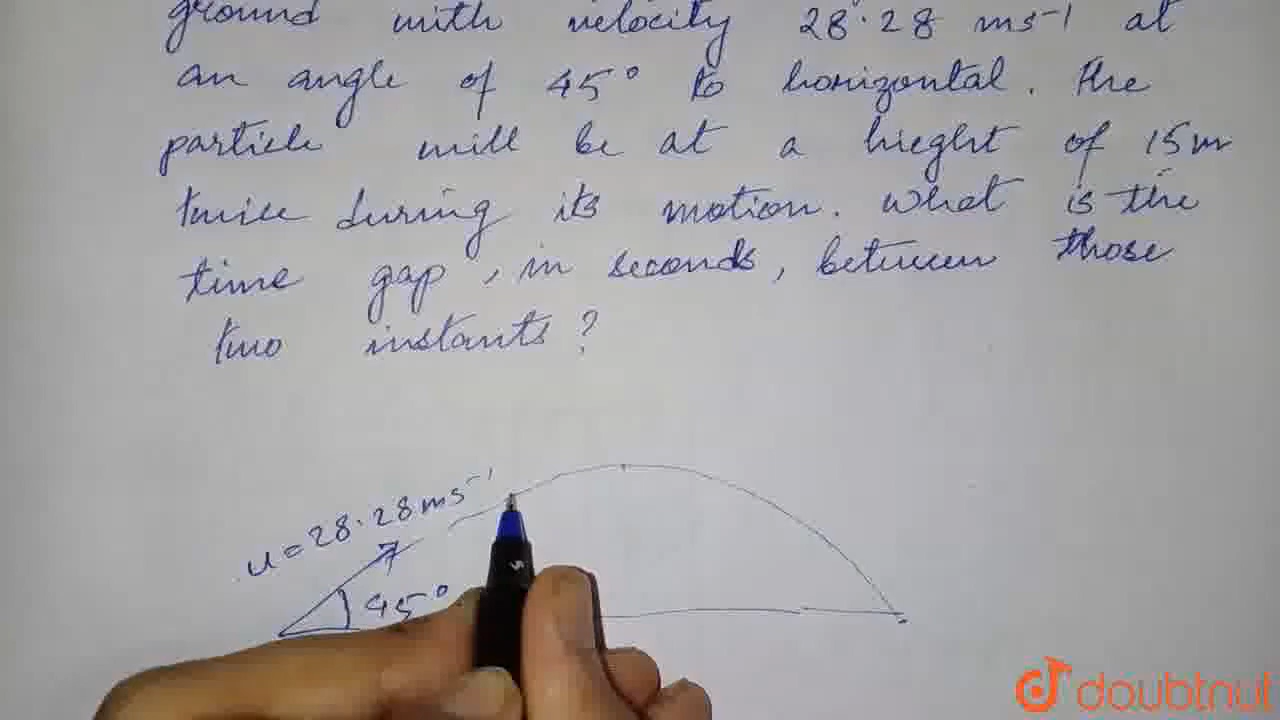 ground with velocity 28.28 ms-1 at
an angle of 45° to horizontal. The
particle will be at a hieght of 15m
twice during its motion. What is the
time gap, in seconds, between those
two instants?
u = 28.28 ms-1
45°
doubtnut